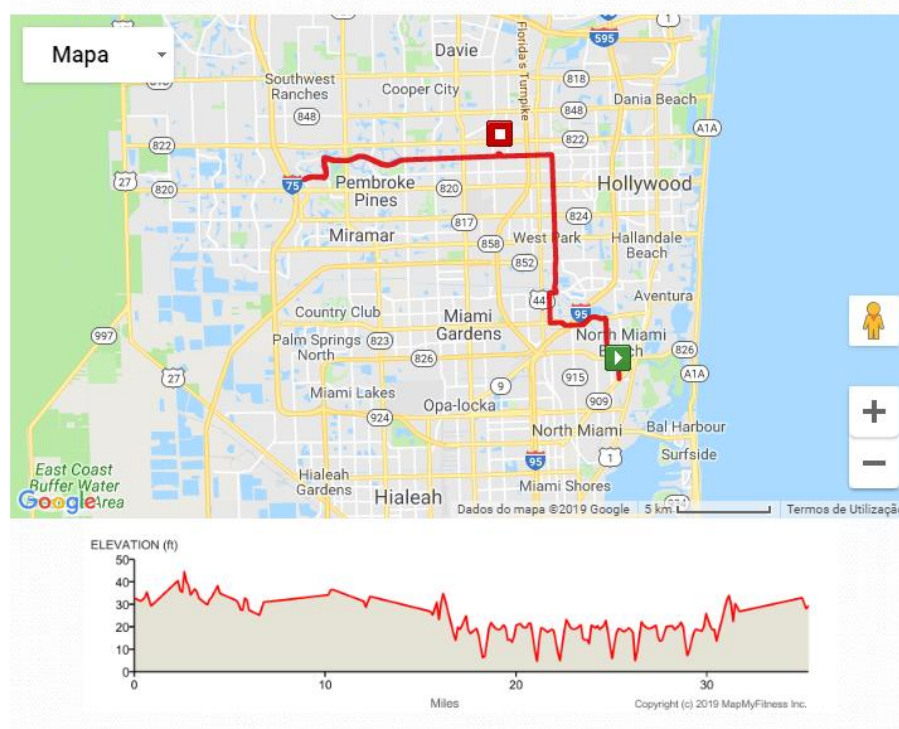 Mapa
1
595
Davie
Florida's Turnpike
Southwest
Ranches
Cooper City
818
848
848
Dania Beach
A1A
822
822
27
820
75
Pembroke
Pines
820
Hollywood
817
824
Miramar
858
West Park
Hallandale
Beach
852
441
Aventura
Country Club
Miami
Gardens
95
997
Palm Springs
North
823
826
North Miami
Beach
826
27
9
915
A1A
Miami Lakes
909
Opa-locka
924
North Miami
Bal Harbour
Surfside
95
1
East Coast
Buffer Water
Area
Hialeah
Gardens
Miami Shores
Google
Hialeah
Dados do mapa ©2019 Google
5 km
Termos de Utilização
+
−
ELEVATION (ft)
50
40
30
20
10
0
0
10
20
30
Miles
Copyright (c) 2019 MapMyFitness Inc.